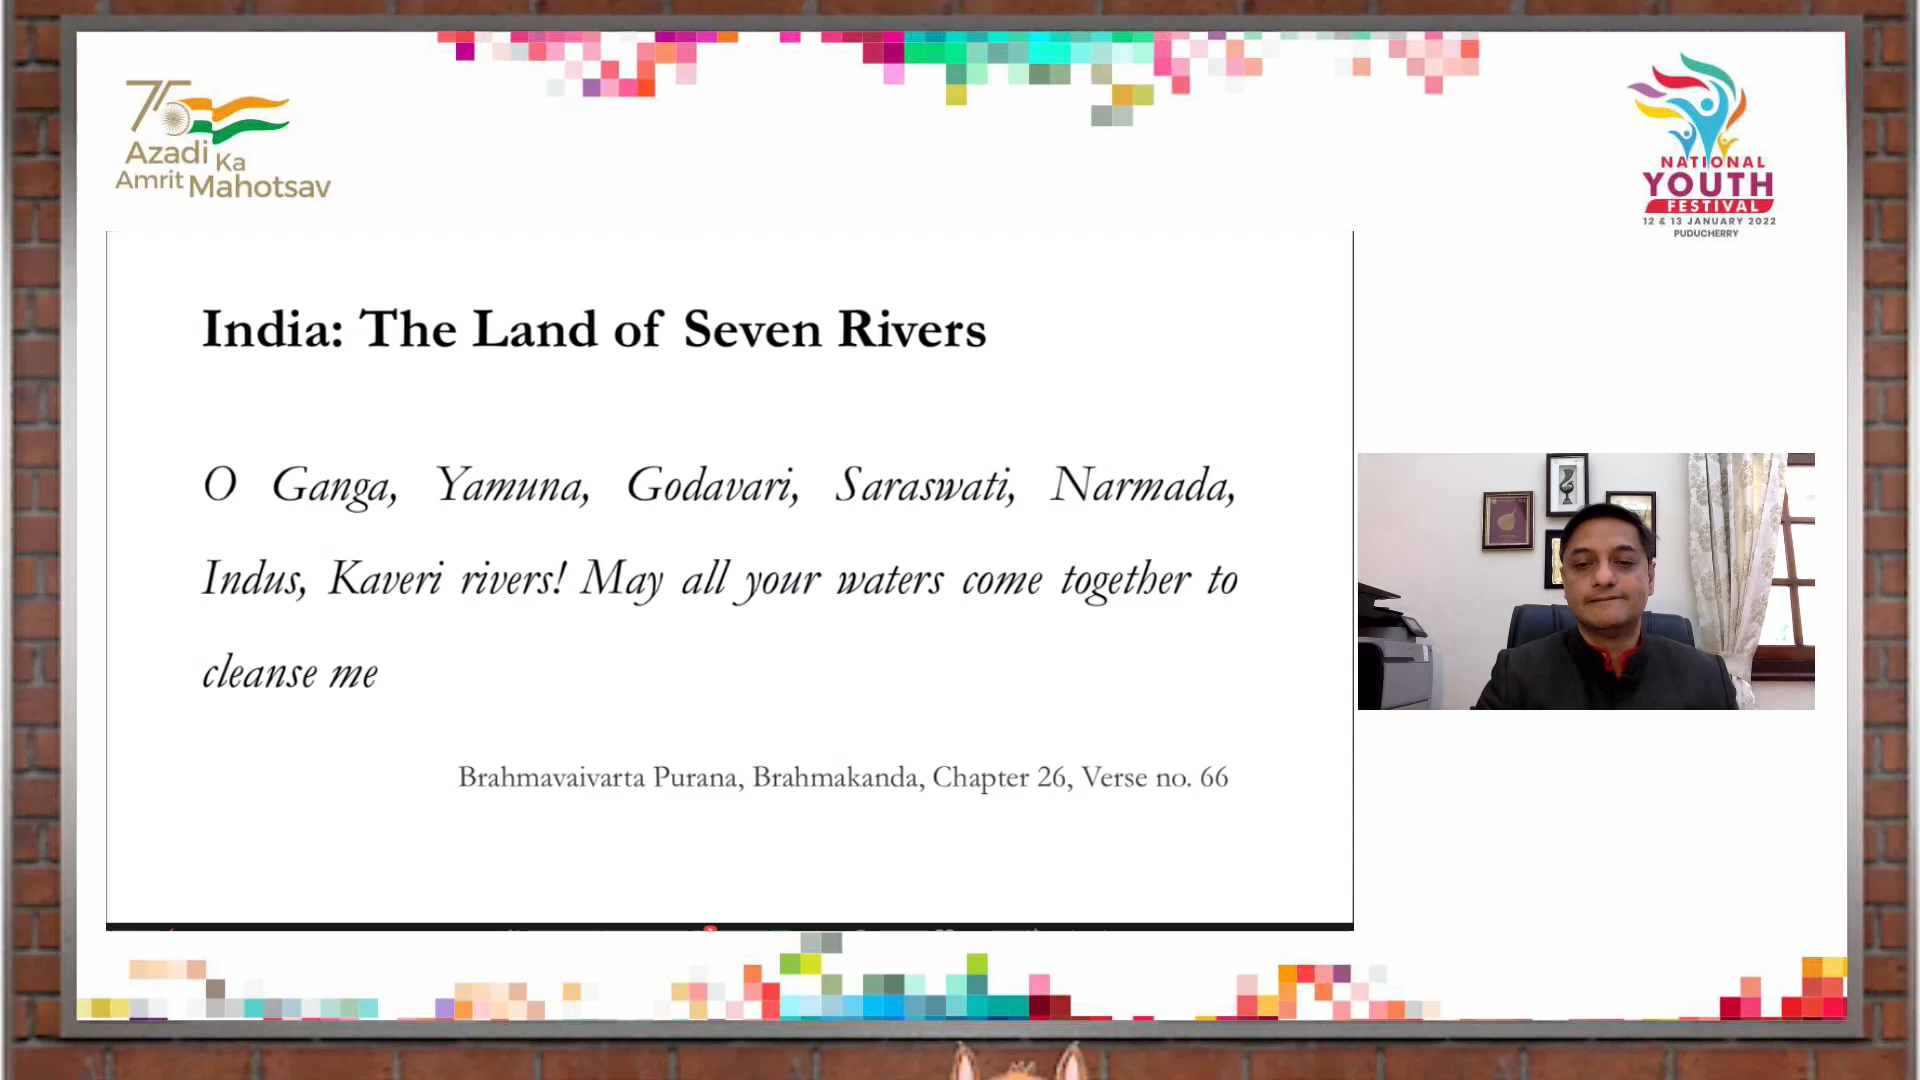 75
Azadi Ka
Amrit Mahotsav
NATIONAL
YOUTH
FESTIVAL
12 & 13 JANUARY 2022
PUDUCHERRY
India: The Land of Seven Rivers
O Ganga, Yamuna, Godavari, Saraswati, Narmada,
Indus, Kaveri rivers! May all your waters come together to
cleanse me
Brahmavaivarta Purana, Brahmakanda, Chapter 26, Verse no. 66